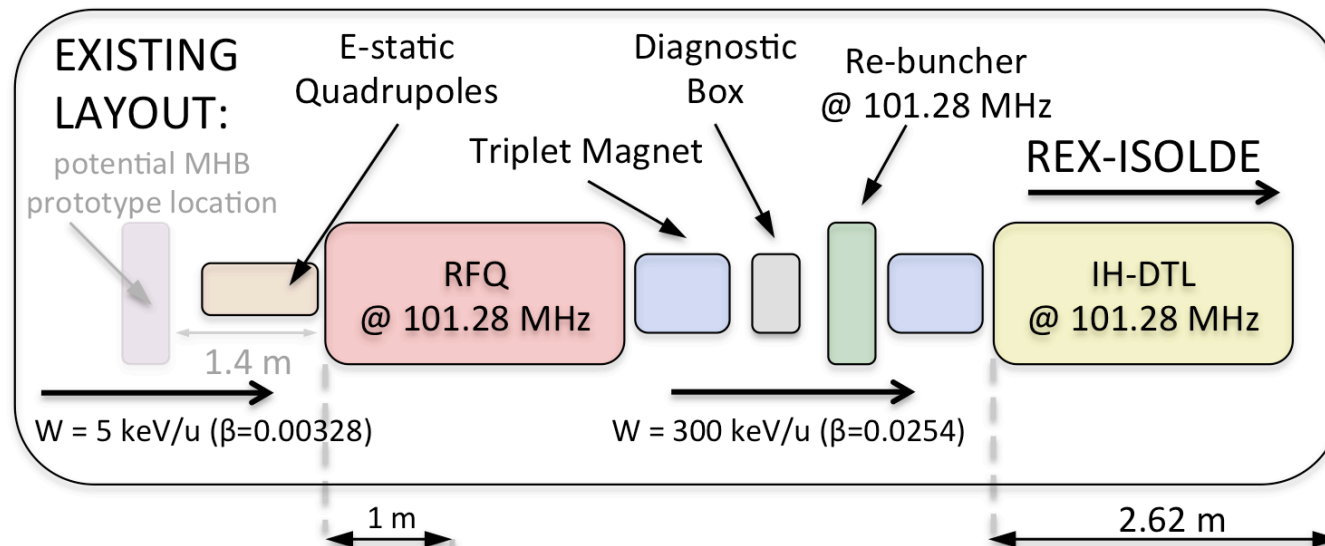 EXISTING
LAYOUT:
E-static
Quadrupoles
Diagnostic
Box
Re-buncher
@ 101.28 MHz
potential MHB
prototype location
Triplet Magnet
REX-ISOLDE
RFQ
@ 101.28 MHz
IH-DTL
@ 101.28 MHz
1.4 m
W = 5 keV/u (β=0.00328)
W = 300 keV/u (β=0.0254)
1 m
2.62 m